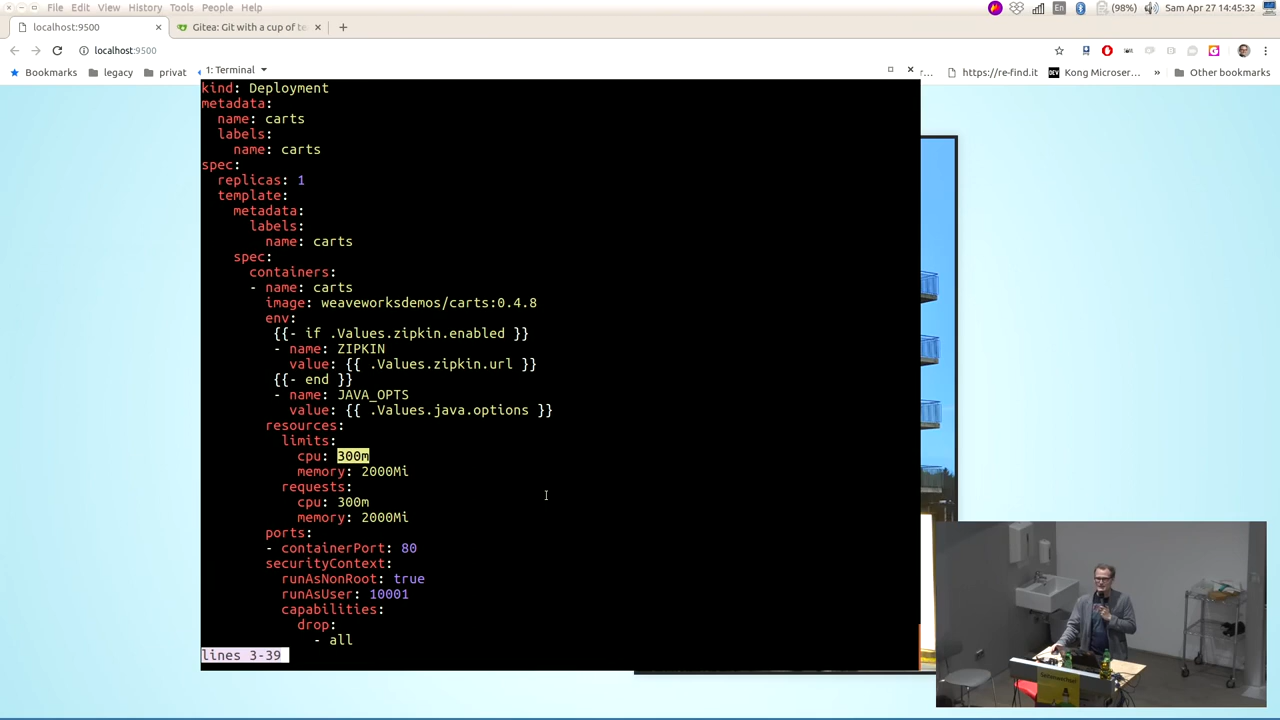 File Edit View History Tools People Help
En (98%) Sam Apr 27 14:45:32
localhost:9500
Gitea: Git with a cup of te
localhost:9500
Bookmarks legacy privat https://re-find.it Kong Microser... » Other bookmarks
1: Terminal
kind: Deployment
metadata:
  name: carts
  labels:
    name: carts
spec:
  replicas: 1
  template:
    metadata:
      labels:
        name: carts
    spec:
      containers:
      - name: carts
        image: weaveworksdemos/carts:0.4.8
        env:
         {{- if .Values.zipkin.enabled }}
         - name: ZIPKIN
           value: {{ .Values.zipkin.url }}
         {{- end }}
         - name: JAVA_OPTS
           value: {{ .Values.java.options }}
        resources:
          limits:
            cpu: 300m
            memory: 2000Mi
          requests:
            cpu: 300m
            memory: 2000Mi
        ports:
        - containerPort: 80
        securityContext:
          runAsNonRoot: true
          runAsUser: 10001
          capabilities:
            drop:
              - all
lines 3-39